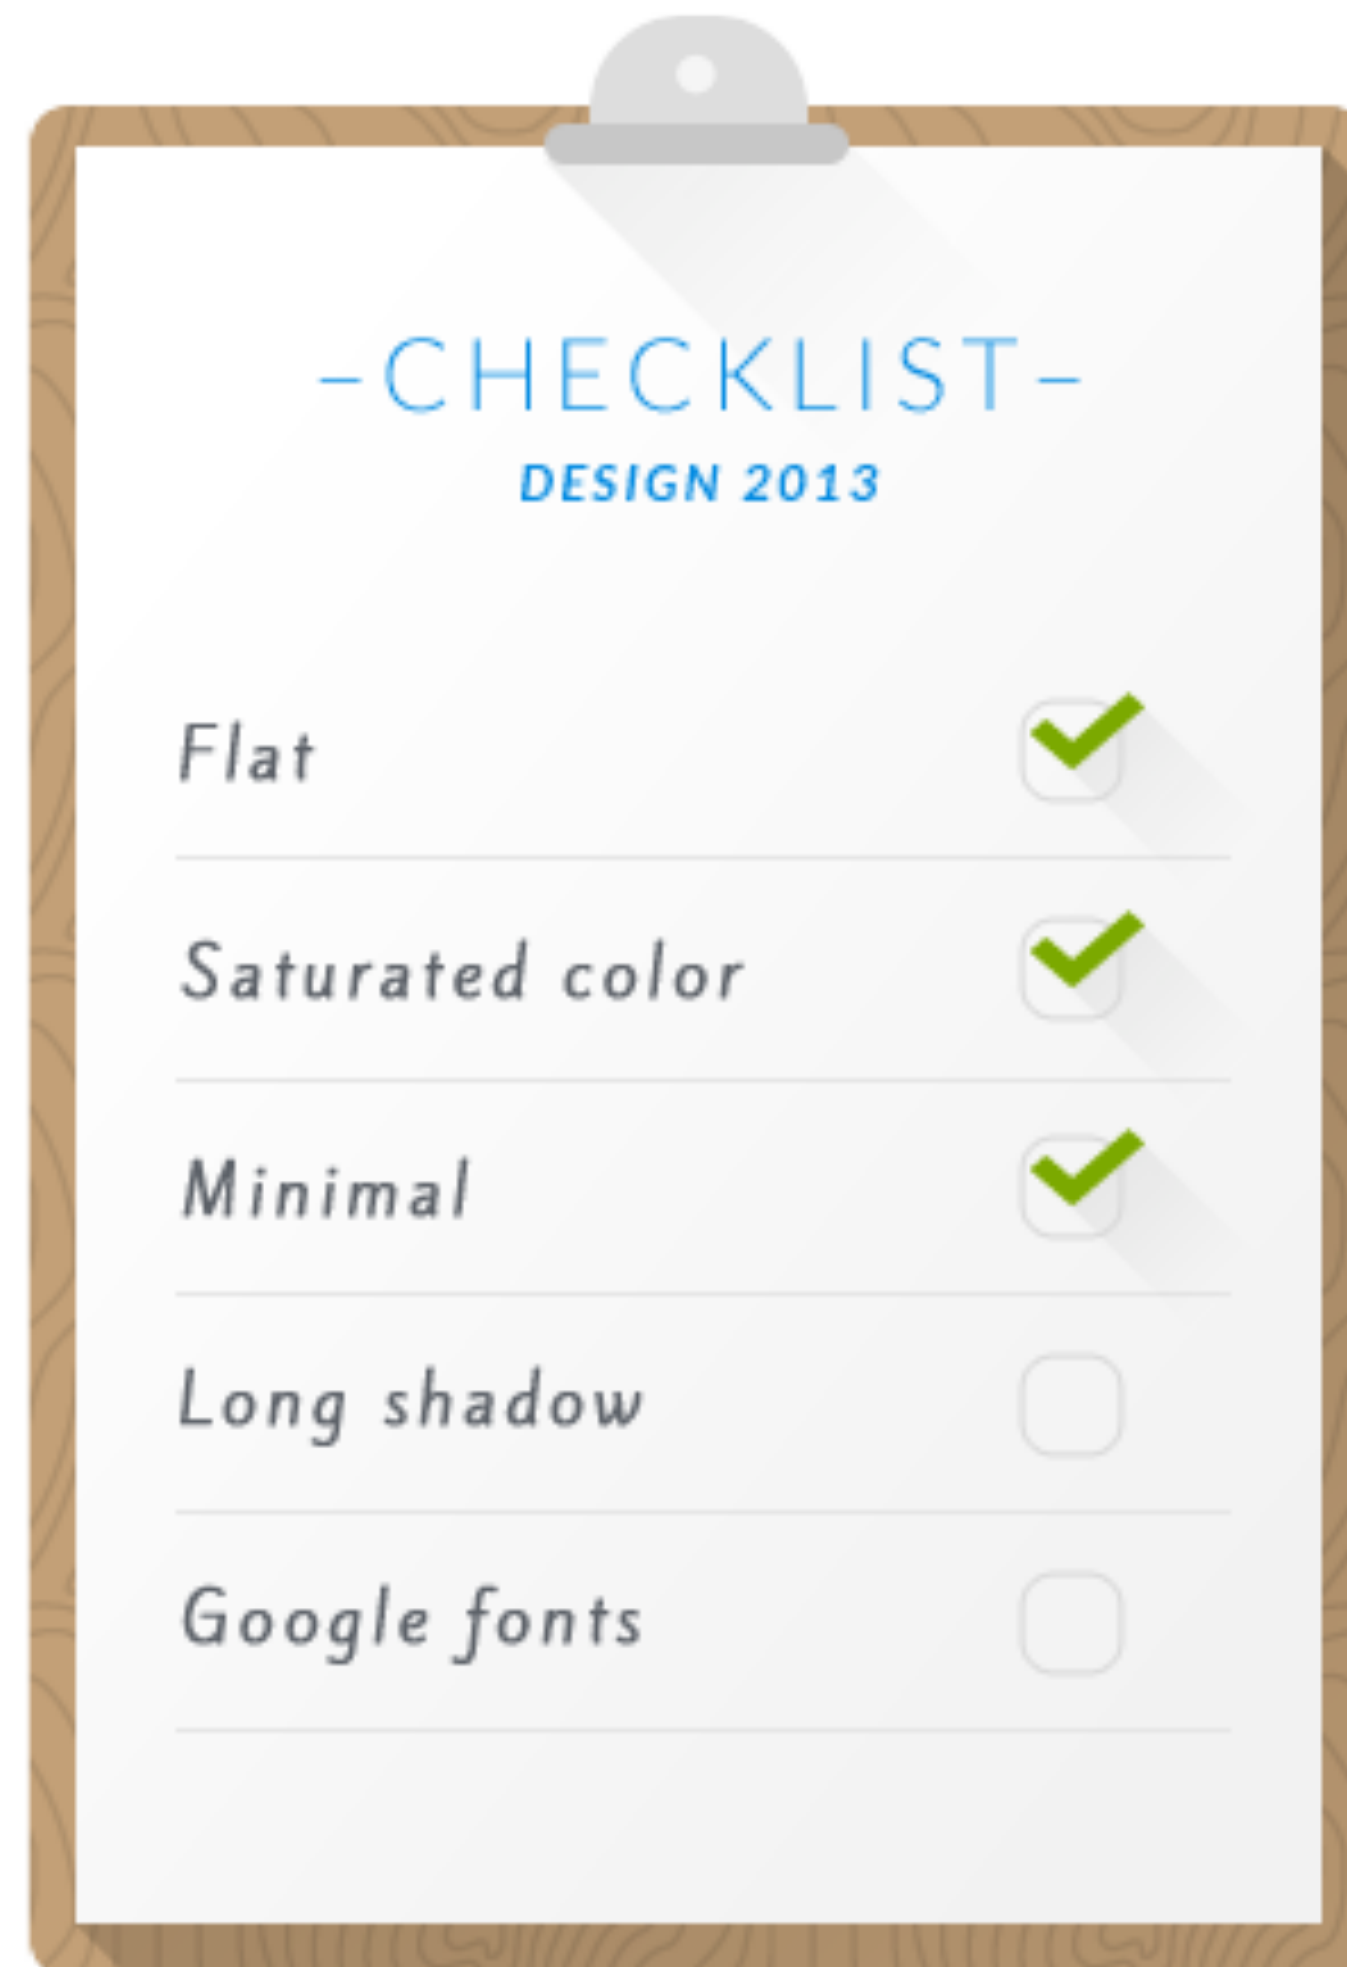 –CHECKLIST–
DESIGN 2013
Flat
Saturated color
Minimal
Long shadow
Google fonts